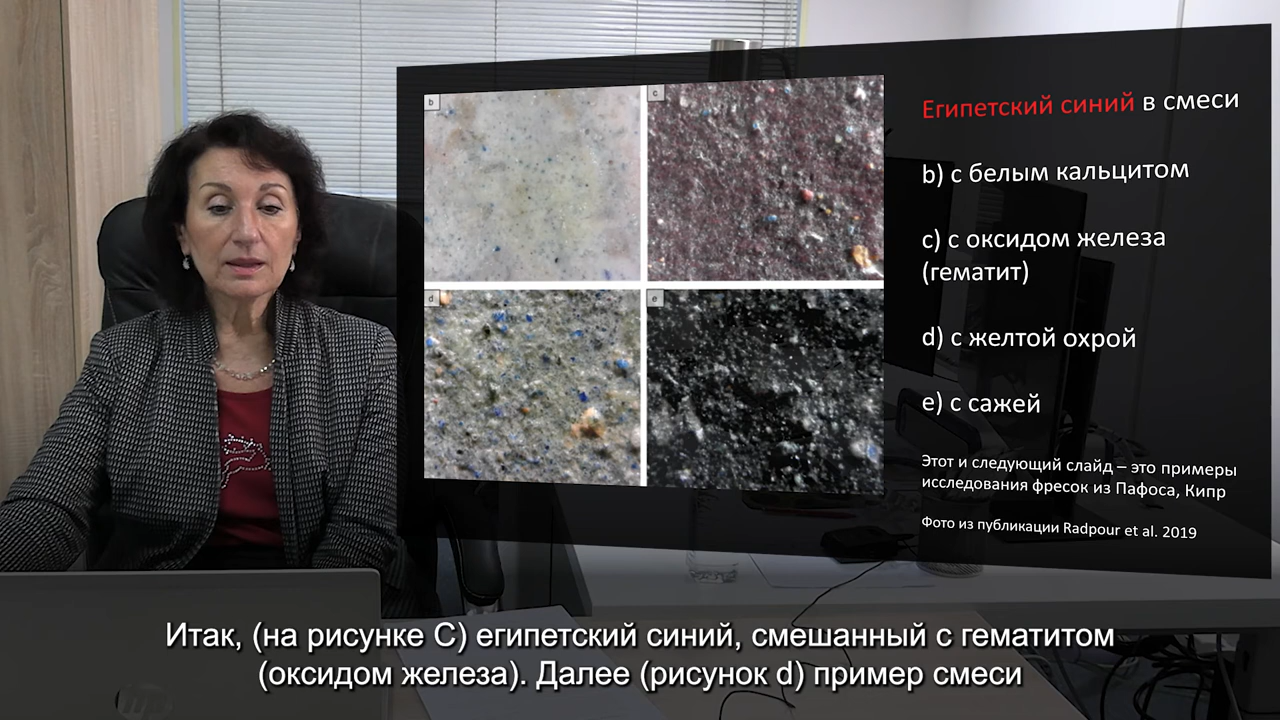 b
c
d
e
Египетский синий в смеси
b) с белым кальцитом
c) с оксидом железа
(гематит)
d) с желтой охрой
e) с сажей
Этот и следующий слайд – это примеры
исследования фресок из Пафоса, Кипр
Фото из публикации Radpour et al. 2019
Итак, (на рисунке C) египетский синий, смешанный с гематитом
(оксидом железа). Далее (рисунок d) пример смеси